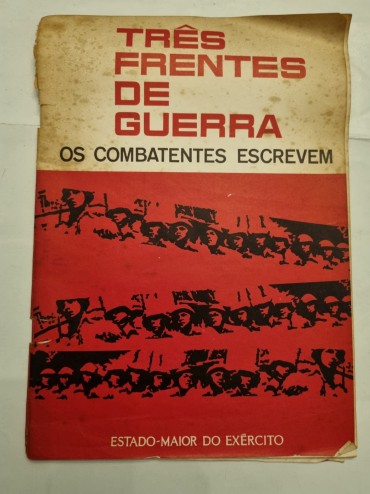 TRÊS
FRENTES
DE
GUERRA
OS COMBATENTES ESCREVEM
ESTADO-MAIOR DO EXÉRCITO